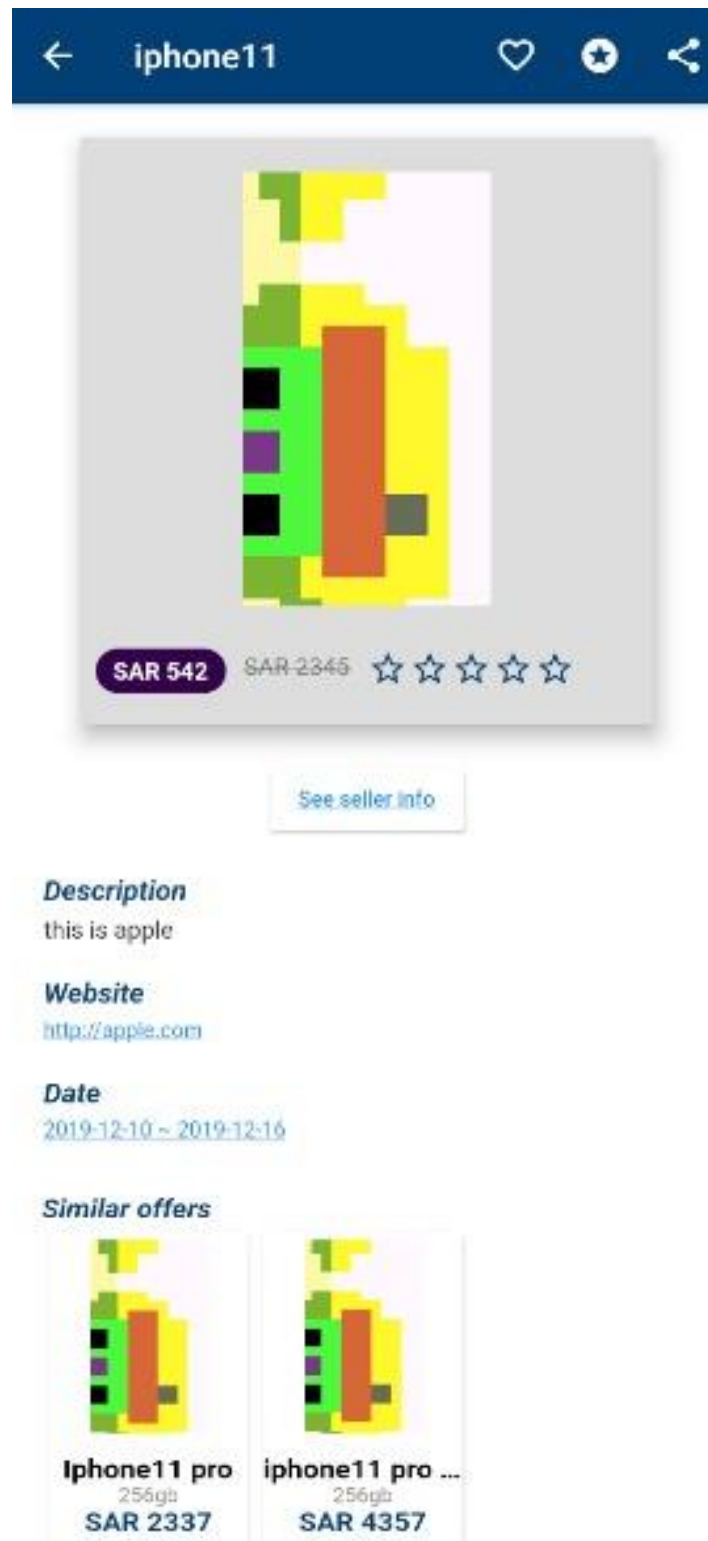 iphone11
SAR 542 SAR 2345
See seller info
Description
this is apple
Website
http://apple.com
Date
2019-12-10 ~ 2019-12-16
Similar offers
Iphone11 pro iphone11 pro ...
256gb 256gb
SAR 2337 SAR 4357